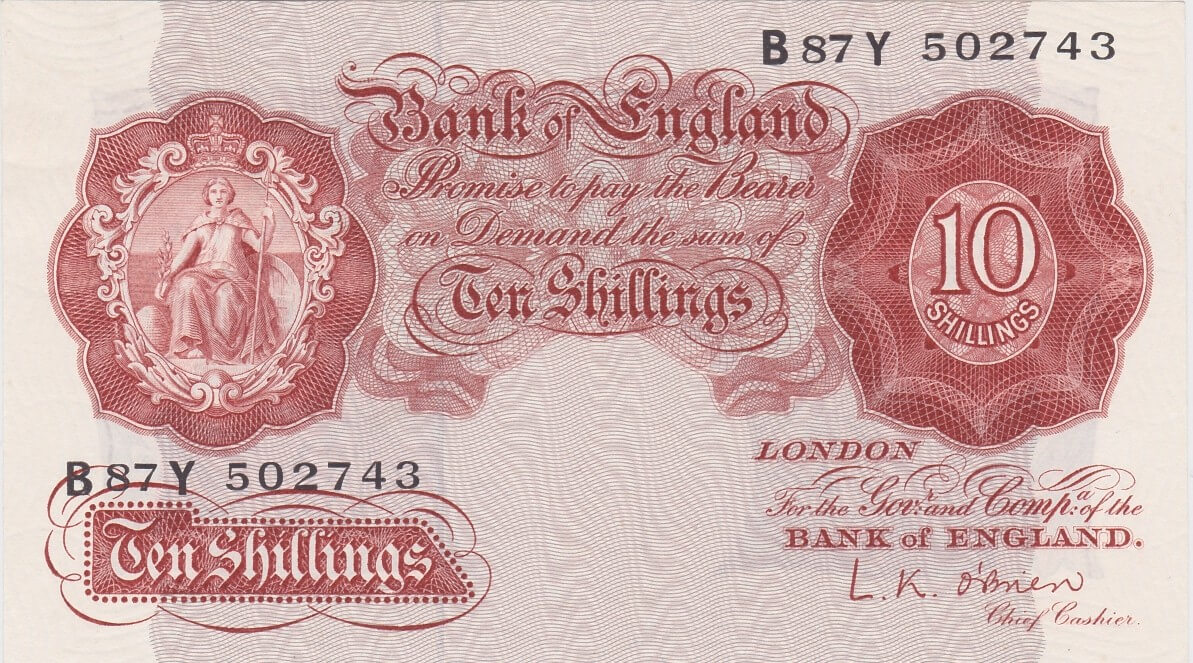 B87Y 502743
Bank of England
Promise to pay the Bearer
on Demand the sum of
Ten Shillings
10
SHILLINGS
B87Y 502743
Ten Shillings
LONDON
For the Govr. and Compa. of the
BANK of ENGLAND.
L.K. O'Brien
Chief Cashier.